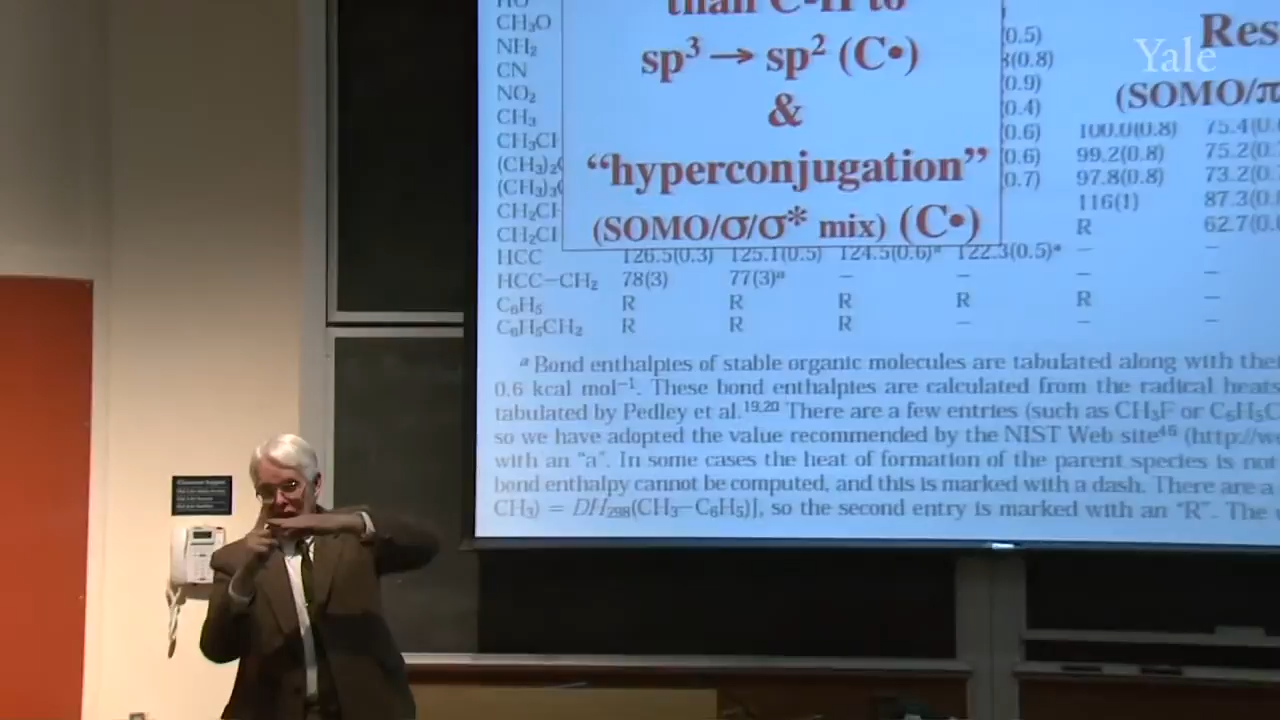 HO
CH₃O
NH₂
CN
NO₂
CH₃
CH₃CH
(CH₃)₂C
(CH₃)₃C
CH₂CH
CH₂CH
than C-H to
sp³ → sp² (C•)
&
“hyperconjugation”
(SOMO/σ/σ* mix) (C•)
(0.5)
(0.8)
(0.9)
(0.4)
(0.6)
(0.6)
(0.7)
Res
Yale
(SOMO/π
100.0(0.8) 75.4(0.
99.2(0.8) 75.2(0.
97.8(0.8) 73.2(0.
116(1) 87.3(0.
R 62.7(0.
HCC 126.5(0.3) 125.1(0.5) 124.5(0.6)ᵃ 122.3(0.5)ᵃ – –
HCC−CH₂ 78(3) 77(3)ᵃ – – – –
C₆H₅ R R R R R –
C₆H₅CH₂ R R R – – –
ᵃ Bond enthalpies of stable organic molecules are tabulated along with thei
0.6 kcal mol⁻¹. These bond enthalpies are calculated from the radical heats
tabulated by Pedley et al.¹⁹,²⁰ There are a few entries (such as CH₃F or C₆H₅C
so we have adopted the value recommended by the NIST Web site⁴⁶ (http://w
with an “a”. In some cases the heat of formation of the parent species is not
bond enthalpy cannot be computed, and this is marked with a dash. There are a
CH₃) = DH₂₉₈(CH₃−C₆H₅)], so the second entry is marked with an “R”. The